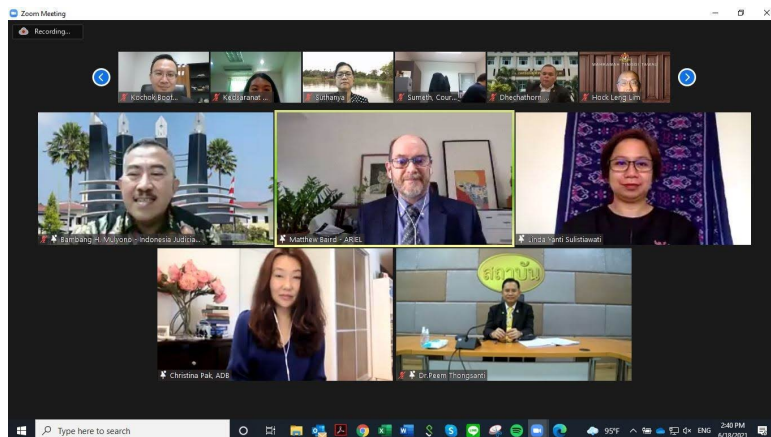 Zoom Meeting
Recording...
Kochok Boof...
Kedsaranat ...
Suthanya
Sumeth, Cour...
Dhechathorn...
Hock Leng Lim
Bambang H. Mulyono - Indonesia Judicia...
Matthew Baird - ARIEL
Linda Yanti Sulistiawati
สถาบัน
Christina Pak, ADB
Dr.Peem Thongsanti
Type here to search
95°F
ENG
2:40 PM
6/18/2021